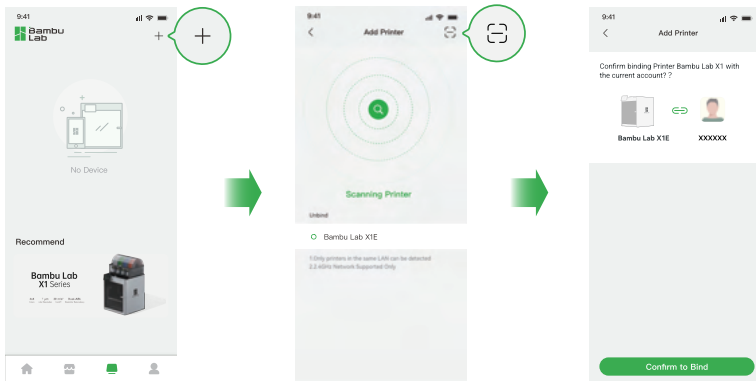 9:41
Bambu
Lab
No Device
Recommend
Bambu Lab
X1 Series
9:41
Add Printer
Scanning Printer
Unbind
Bambu Lab X1E
1.Only printers in the same LAN can be detected
2.2.4GHz Network Supported Only
9:41
Add Printer
Confirm binding Printer Bambu Lab X1 with
the current account? ?
Bambu Lab X1E
XXXXXX
Confirm to Bind